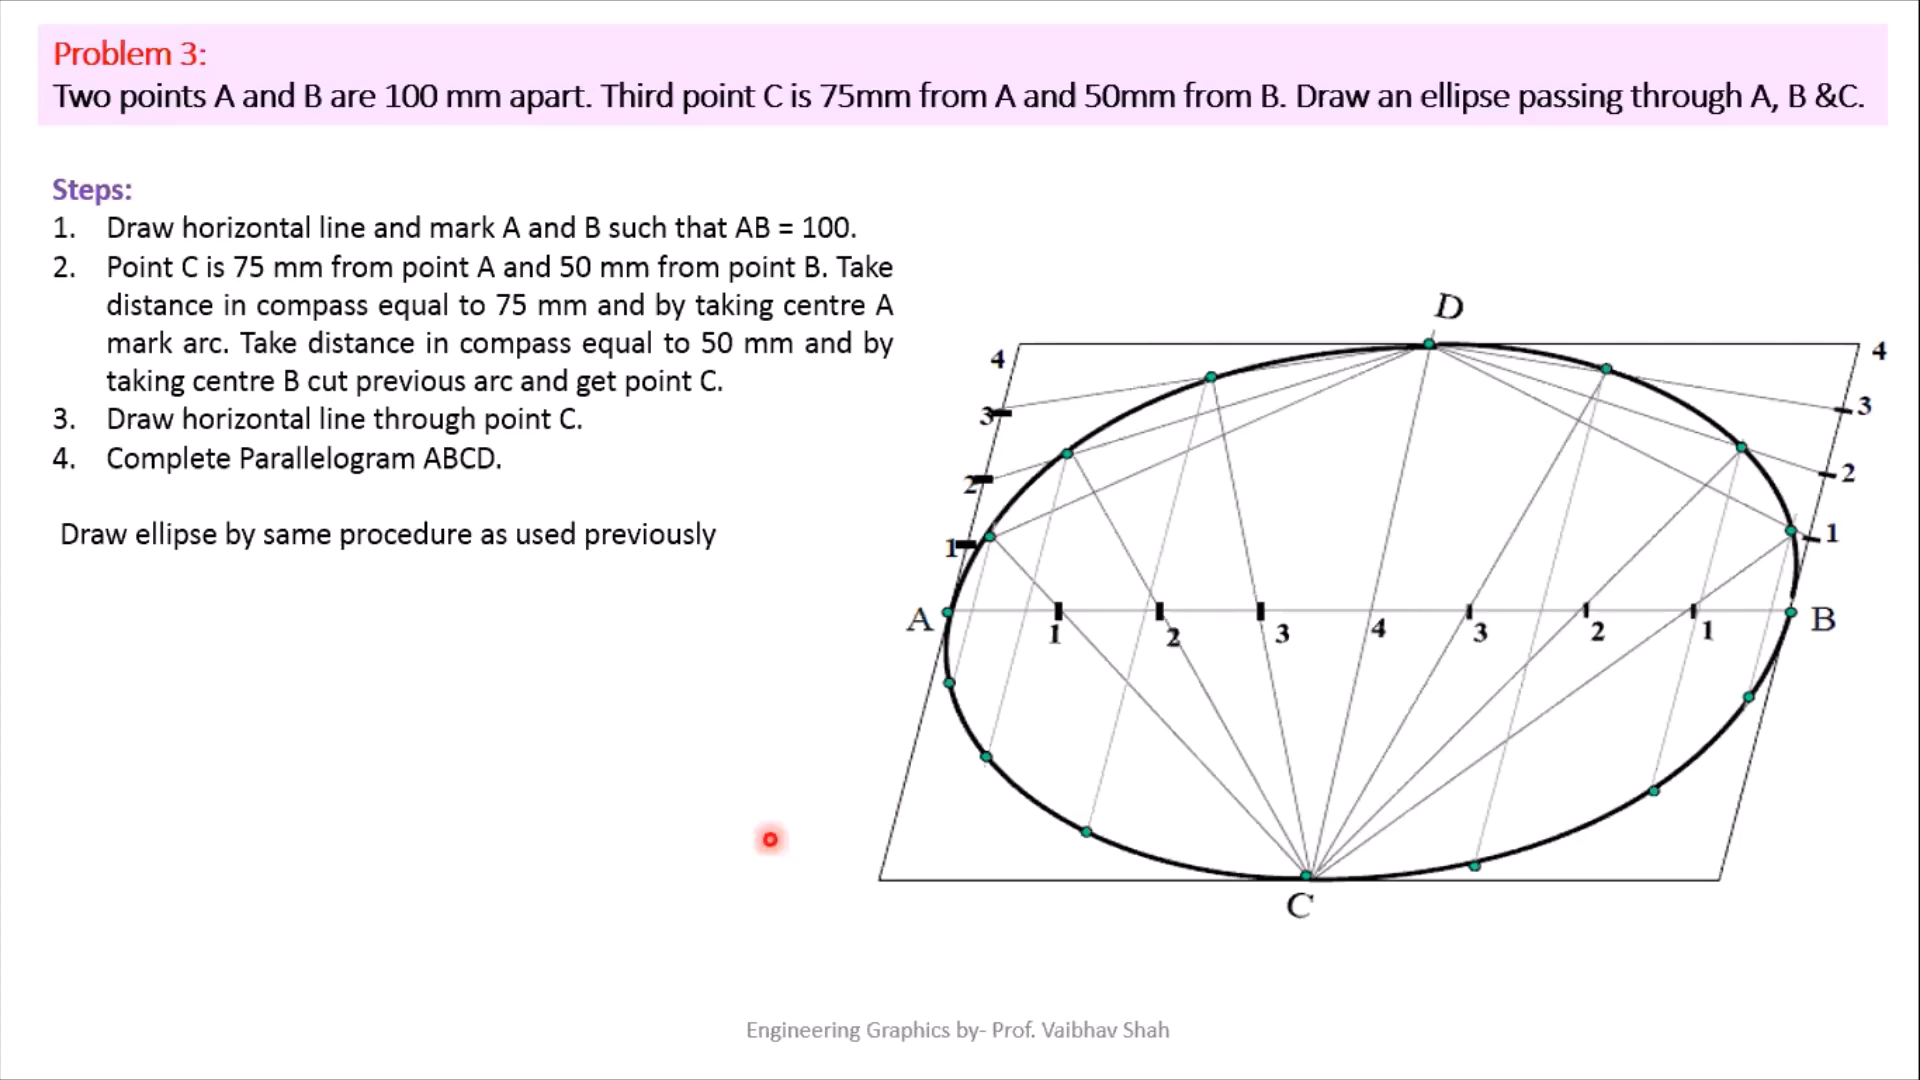 Problem 3:
Two points A and B are 100 mm apart. Third point C is 75mm from A and 50mm from B. Draw an ellipse passing through A, B &C.
Steps:
1. Draw horizontal line and mark A and B such that AB = 100.
2. Point C is 75 mm from point A and 50 mm from point B. Take
distance in compass equal to 75 mm and by taking centre A
mark arc. Take distance in compass equal to 50 mm and by
taking centre B cut previous arc and get point C.
3. Draw horizontal line through point C.
4. Complete Parallelogram ABCD.
Draw ellipse by same procedure as used previously
D
4 4
3 3
2 2
1 1
A 1 2 3 4 3 2 1 B
C
Engineering Graphics by- Prof. Vaibhav Shah